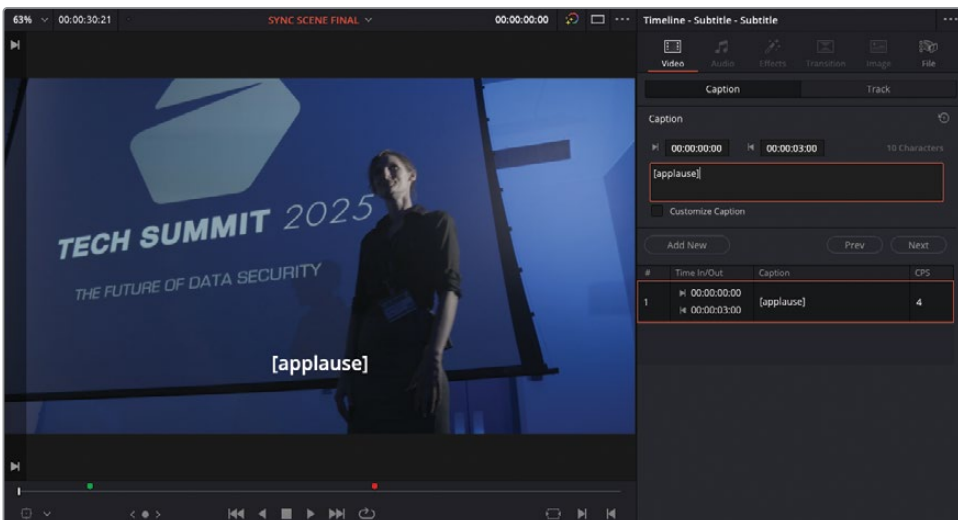 63% 00:00:30:21 SYNC SCENE FINAL 00:00:00:00 Timeline - Subtitle - Subtitle
Video Audio Effects Transition Image File
Caption Track
Caption
00:00:00:00 00:00:03:00 10 Characters
[applause]
Customize Caption
Add New Prev Next
# Time In/Out Caption CPS
1 00:00:00:00 [applause] 4
00:00:03:00
TECH SUMMIT 2025
THE FUTURE OF DATA SECURITY
[applause]